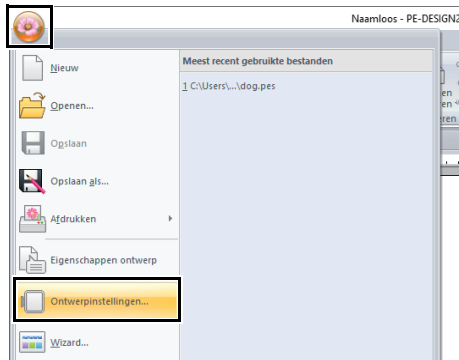 Naamloos - PE-DESIGN
Nieuw
Meest recent gebruikte bestanden
1 C:\Users\...\dog.pes
Openen...
Opslaan
Opslaan als...
Afdrukken
Eigenschappen ontwerp
Ontwerpinstellingen...
Wizard...